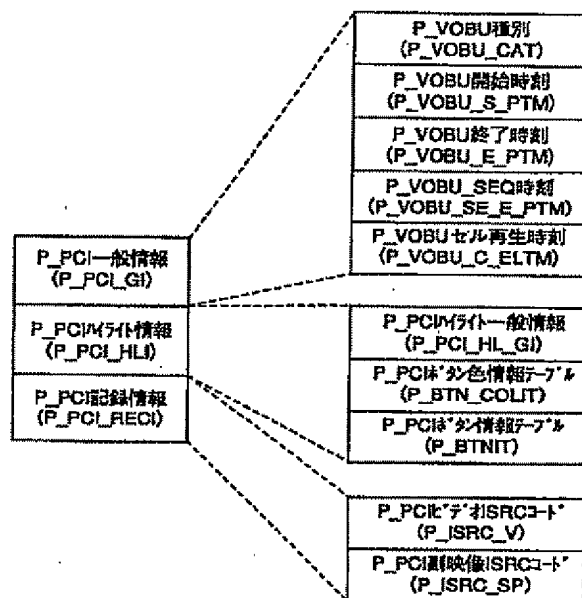 P_VOBU種別
(P_VOBU_CAT)
P_VOBU開始時刻
(P_VOBU_S_PTM)
P_VOBU終了時刻
(P_VOBU_E_PTM)
P_VOBU_SEQ時刻
(P_VOBU_SE_E_PTM)
P_VOBUセル再生時刻
(P_VOBU_C_ELTM)
P_PCI一般情報
(P_PCI_GI)
P_PCIハイライト情報
(P_PCI_HLI)
P_PCI記録情報
(P_PCI_RECI)
P_PCIハイライト一般情報
(P_PCI_HL_GI)
P_PCIボタン色情報テーブル
(P_BTN_COLIT)
P_PCIボタン情報テーブル
(P_BTNIT)
P_PCIビデオISRCコード
(P_ISRC_V)
P_PCI副映像ISRCコード
(P_ISRC_SP)